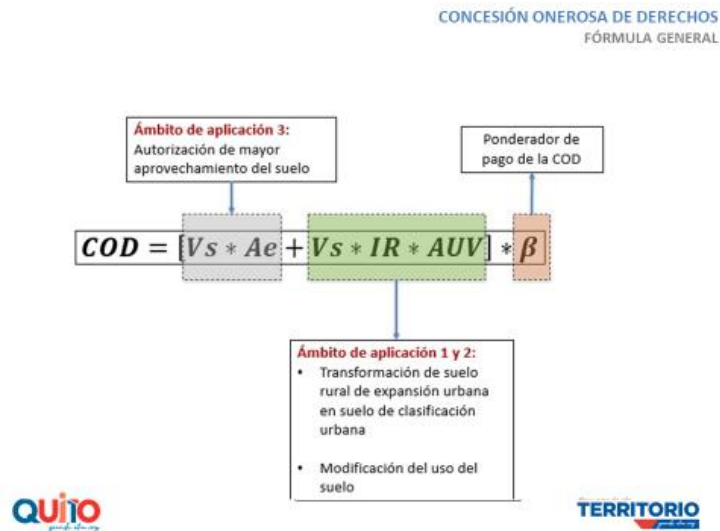 CONCESIÓN ONEROSA DE DERECHOS
FÓRMULA GENERAL
Ámbito de aplicación 3:
Autorización de mayor
aprovechamiento del suelo
Ponderador de
pago de la COD
COD = [Vs * Ae + Vs * IR * AUV] * β
Ámbito de aplicación 1 y 2:
• Transformación de suelo
rural de expansión urbana
en suelo de clasificación
urbana
• Modificación del uso del
suelo
QUITO
TERRITORIO